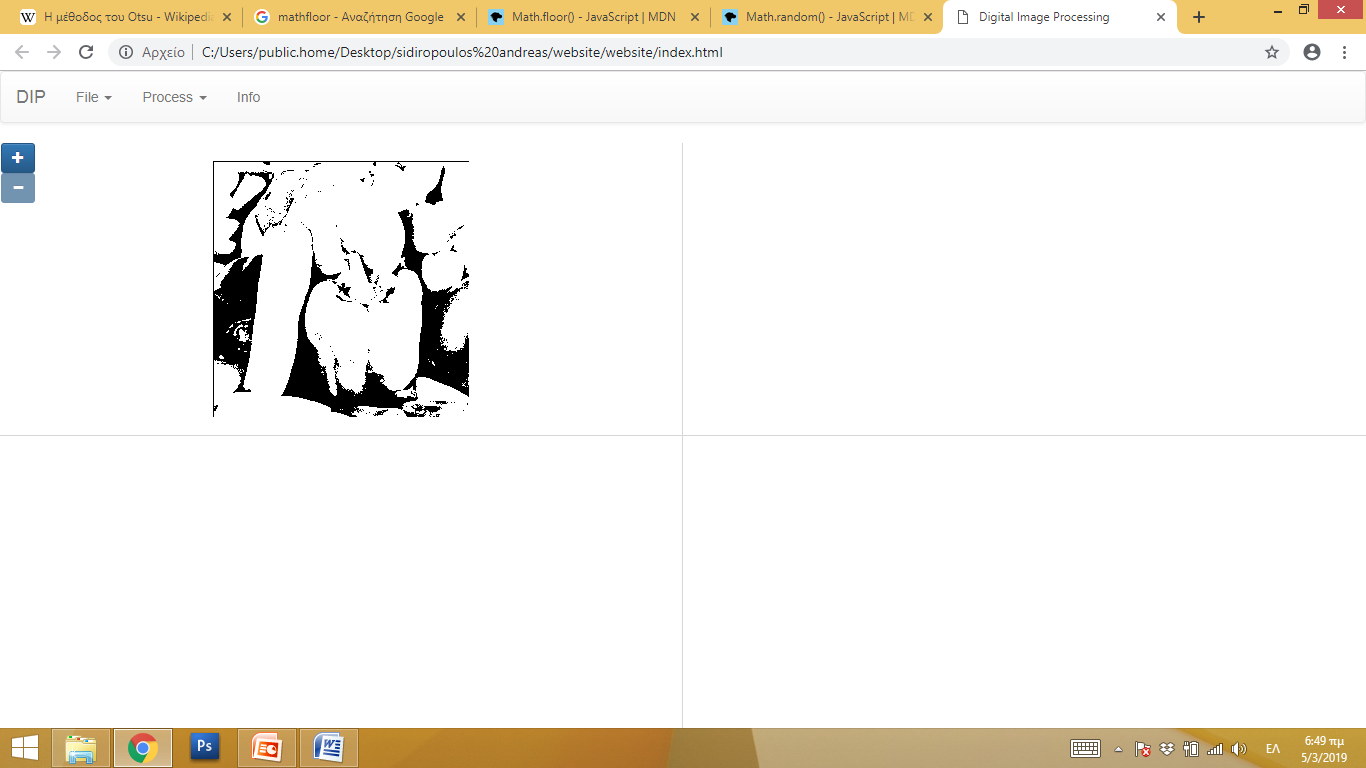 Η μέθοδος του Otsu - Wikipedia
mathfloor - Αναζήτηση Google
Math.floor() - JavaScript | MDN
Math.random() - JavaScript | MD
Digital Image Processing
Αρχείο
C:/Users/public.home/Desktop/sidiropoulos%20andreas/website/website/index.html
DIP File Process Info
+
−
Ps
ΕΛ
6:49 πμ
5/3/2019